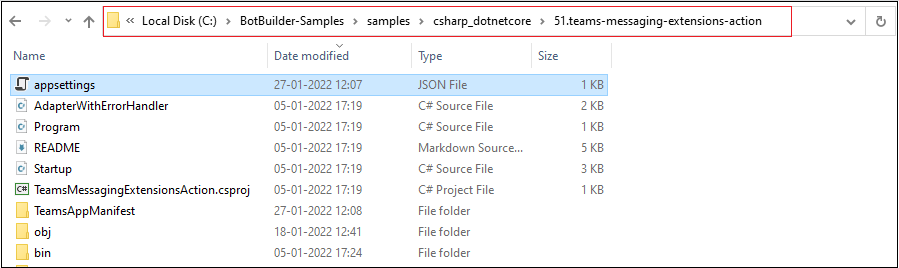 « Local Disk (C:) > BotBuilder-Samples > samples > csharp_dotnetcore > 51.teams-messaging-extensions-action
Name Date modified Type Size
appsettings 27-01-2022 12:07 JSON File 1 KB
AdapterWithErrorHandler 05-01-2022 17:19 C# Source File 2 KB
Program 05-01-2022 17:19 C# Source File 1 KB
README 05-01-2022 17:19 Markdown Source... 5 KB
Startup 05-01-2022 17:19 C# Source File 3 KB
C# TeamsMessagingExtensionsAction.csproj 05-01-2022 17:19 C# Project File 1 KB
TeamsAppManifest 27-01-2022 12:08 File folder
obj 18-01-2022 12:41 File folder
bin 05-01-2022 17:24 File folder